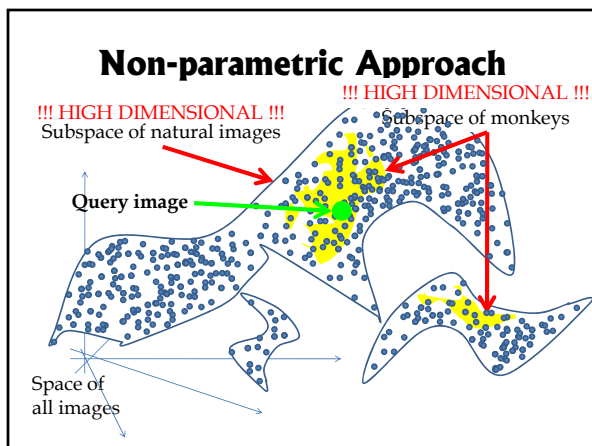 Non-parametric Approach
!!! HIGH DIMENSIONAL !!!
Subspace of natural images
!!! HIGH DIMENSIONAL !!!
Subspace of monkeys
Query image
Space of
all images